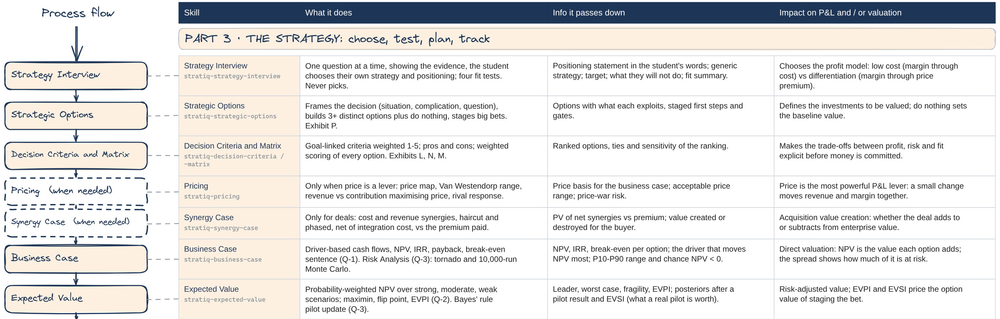 Process flow
Skill
What it does
Info it passes down
Impact on P&L and / or valuation
PART 3 · THE STRATEGY: choose, test, plan, track
Strategy Interview
Strategy Interview
stratiq-strategy-interview
One question at a time, showing the evidence, the student
chooses their own strategy and positioning; four fit tests.
Never picks.
Positioning statement in the student's words; generic
strategy; target; what they will not do; fit summary.
Chooses the profit model: low cost (margin through
cost) vs differentiation (margin through price
premium).
Strategic Options
Strategic Options
stratiq-strategic-options
Frames the decision (situation, complication, question),
builds 3+ distinct options plus do nothing, stages big bets.
Exhibit P.
Options with what each exploits, staged first steps and
gates.
Defines the investments to be valued; do nothing sets
the baseline value.
Decision Criteria and Matrix
Decision Criteria and Matrix
stratiq-decision-criteria /
-matrix
Goal-linked criteria weighted 1-5; pros and cons; weighted
scoring of every option. Exhibits L, N, M.
Ranked options, ties and sensitivity of the ranking.
Makes the trade-offs between profit, risk and fit
explicit before money is committed.
Pricing (when needed)
Pricing
stratiq-pricing
Only when price is a lever: price map, Van Westendorp range,
revenue vs contribution maximising price, rival response.
Price basis for the business case; acceptable price
range; price-war risk.
Price is the most powerful P&L lever: a small change
moves revenue and margin together.
Synergy Case (when needed)
Synergy Case
stratiq-synergy-case
Only for deals: cost and revenue synergies, haircut and
phased, net of integration cost, vs the premium paid.
PV of net synergies vs premium; value created or
destroyed for the buyer.
Acquisition value creation: whether the deal adds to
or subtracts from enterprise value.
Business Case
Business Case
stratiq-business-case
Driver-based cash flows, NPV, IRR, payback, break-even
sentence (Q-1). Risk Analysis (Q-3): tornado and 10,000-run
Monte Carlo.
NPV, IRR, break-even per option; the driver that moves
NPV most; P10-P90 range and chance NPV < 0.
Direct valuation: NPV is the value each option adds;
the spread shows how much of it is at risk.
Expected Value
Expected Value
stratiq-expected-value
Probability-weighted NPV over strong, moderate, weak
scenarios; maximin, flip point, EVPI (Q-2). Bayes' rule
pilot update (Q-3).
Leader, worst case, fragility, EVPI; posteriors after a
pilot result and EVSI (what a real pilot is worth).
Risk-adjusted value; EVPI and EVSI price the option
value of staging the bet.